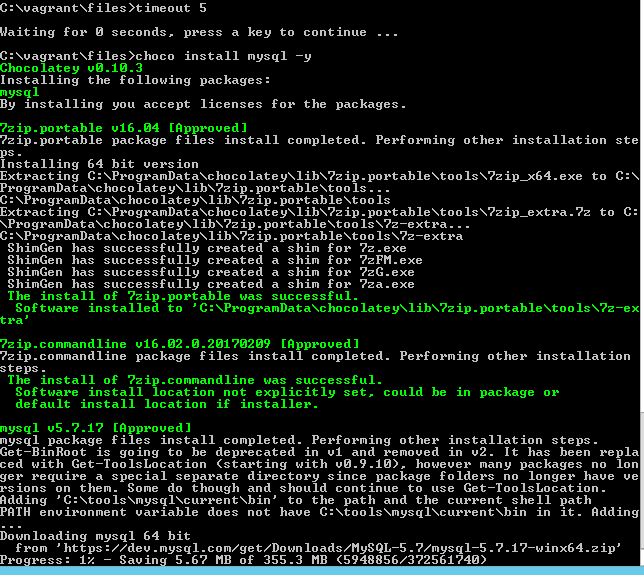 C:\vagrant\files>timeout 5
Waiting for 0 seconds, press a key to continue ...
C:\vagrant\files>choco install mysql -y
Chocolatey v0.10.3
Installing the following packages:
mysql
By installing you accept licenses for the packages.
7zip.portable v16.04 [Approved]
7zip.portable package files install completed. Performing other installation ste
ps.
Installing 64 bit version
Extracting C:\ProgramData\chocolatey\lib\7zip.portable\tools\7zip_x64.exe to C:\
ProgramData\chocolatey\lib\7zip.portable\tools...
C:\ProgramData\chocolatey\lib\7zip.portable\tools
Extracting C:\ProgramData\chocolatey\lib\7zip.portable\tools\7zip_extra.7z to C:
\ProgramData\chocolatey\lib\7zip.portable\tools\7z-extra...
C:\ProgramData\chocolatey\lib\7zip.portable\tools\7z-extra
ShimGen has successfully created a shim for 7z.exe
ShimGen has successfully created a shim for 7zFM.exe
ShimGen has successfully created a shim for 7zG.exe
ShimGen has successfully created a shim for 7za.exe
The install of 7zip.portable was successful.
Software installed to 'C:\ProgramData\chocolatey\lib\7zip.portable\tools\7z-ex
tra'
7zip.commandline v16.02.0.20170209 [Approved]
7zip.commandline package files install completed. Performing other installation
steps.
The install of 7zip.commandline was successful.
Software install location not explicitly set, could be in package or
default install location if installer.
mysql v5.7.17 [Approved]
mysql package files install completed. Performing other installation steps.
Get-BinRoot is going to be deprecated in v1 and removed in v2. It has been repla
ced with Get-ToolsLocation (starting with v0.9.10), however many packages no lon
ger require a special separate directory since package folders no longer have ve
rsions on them. Some do though and should continue to use Get-ToolsLocation.
Adding 'C:\tools\mysql\current\bin' to the path and the current shell path
PATH environment variable does not have C:\tools\mysql\current\bin in it. Adding
...
Downloading mysql 64 bit
from 'https://dev.mysql.com/get/Downloads/MySQL-5.7/mysql-5.7.17-winx64.zip'
Progress: 1% - Saving 5.67 MB of 355.3 MB (5948856/372561740)